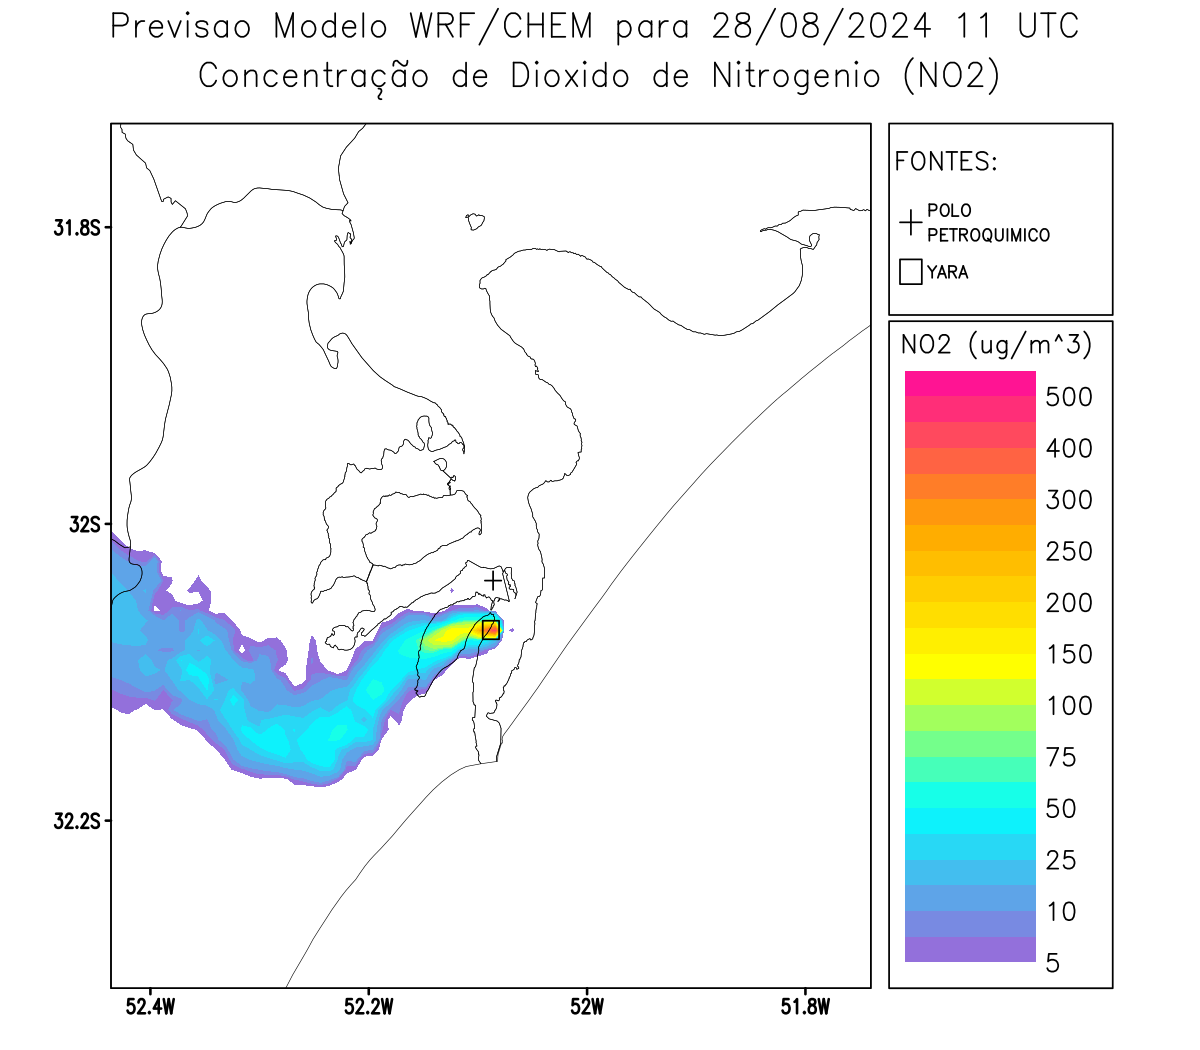 Previsao Modelo WRF/CHEM para 28/08/2024 11 UTC
Concentração de Dioxido de Nitrogenio (NO2)
FONTES:
POLO
PETROQUIMICO
YARA
NO2 (ug/m^3)
500
400
300
250
200
150
100
75
50
25
10
5
31.8S
32S
32.2S
52.4W
52.2W
52W
51.8W